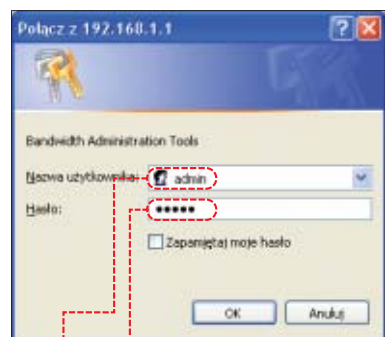 Połącz z 192.168.1.1
Bandwidth Administration Tools
Nazwa użytkownika: admin
Hasło: •••••
Zapamiętaj moje hasło
OK Anuluj